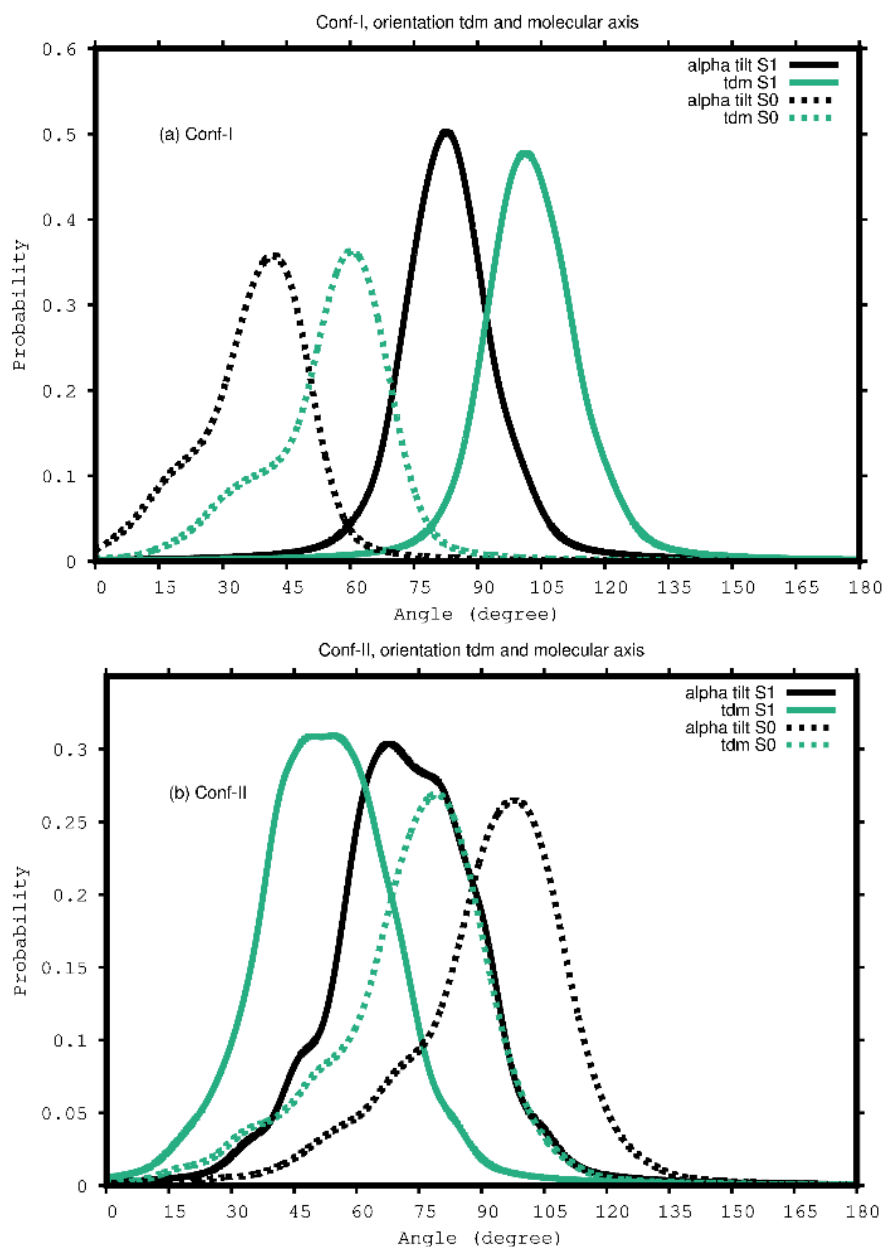 Conf-I, orientation tdm and molecular axis
0.6
alpha tilt S1
tdm S1
alpha tilt S0
tdm S0
(a) Conf-I
0.5
0.4
0.3
0.2
0.1
0
Probability
0 15 30 45 60 75 90 105 120 135 150 165 180
Angle (degree)
Conf-II, orientation tdm and molecular axis
alpha tilt S1
tdm S1
alpha tilt S0
tdm S0
(b) Conf-II
0.3
0.25
0.2
0.15
0.1
0.05
0
Probability
0 15 30 45 60 75 90 105 120 135 150 165 180
Angle (degree)